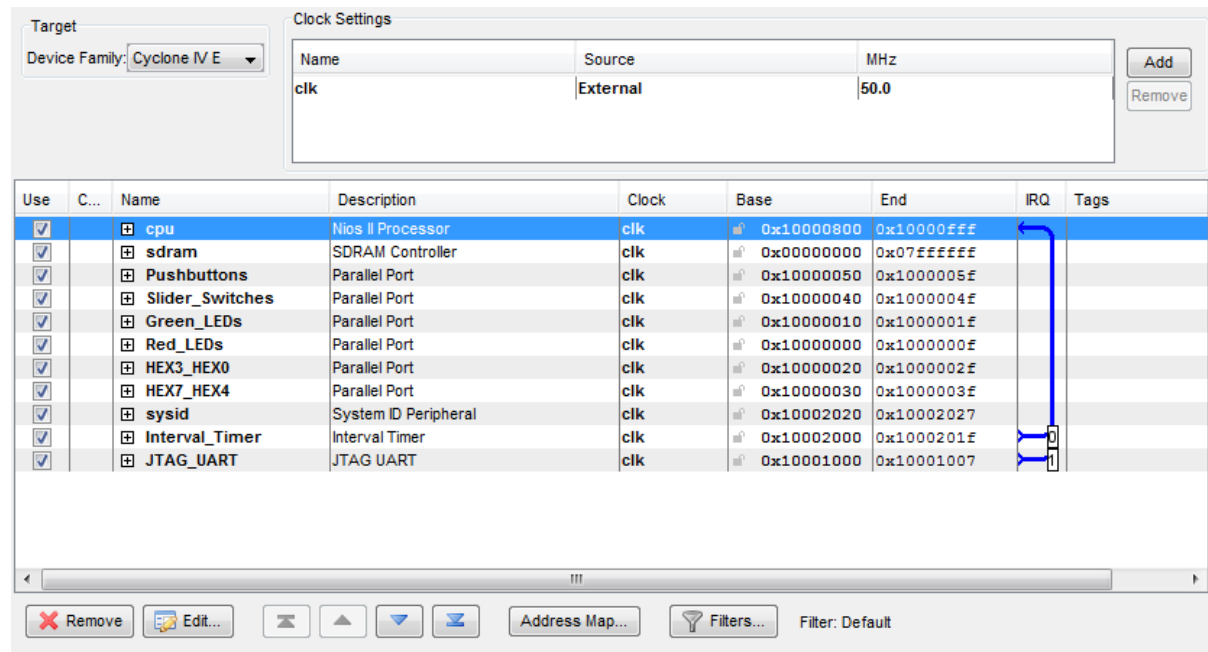 Target
Device Family: Cyclone IV E
Clock Settings
Name Source MHz
clk External 50.0
Add
Remove
Use C... Name Description Clock Base End IRQ Tags
cpu Nios II Processor clk 0x10000800 0x10000fff
sdram SDRAM Controller clk 0x00000000 0x07ffffff
Pushbuttons Parallel Port clk 0x10000050 0x1000005f
Slider_Switches Parallel Port clk 0x10000040 0x1000004f
Green_LEDs Parallel Port clk 0x10000010 0x1000001f
Red_LEDs Parallel Port clk 0x10000000 0x1000000f
HEX3_HEX0 Parallel Port clk 0x10000020 0x1000002f
HEX7_HEX4 Parallel Port clk 0x10000030 0x1000003f
sysid System ID Peripheral clk 0x10002020 0x10002027
Interval_Timer Interval Timer clk 0x10002000 0x1000201f 0
JTAG_UART JTAG UART clk 0x10001000 0x10001007 1
Remove Edit... Address Map... Filters... Filter: Default